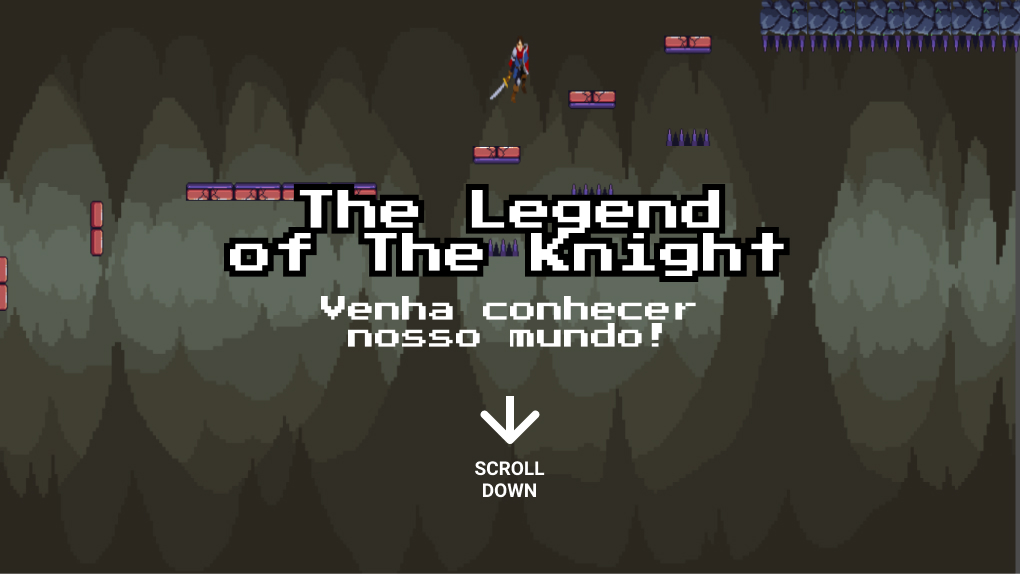 The Legend
of The Knight
Venha conhecer
nosso mundo!
SCROLL
DOWN